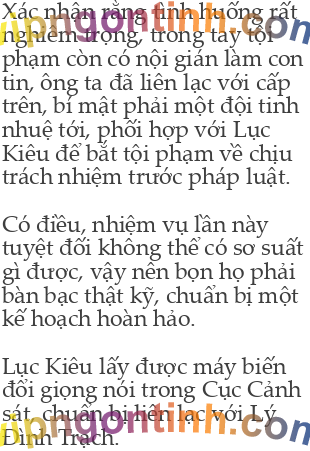 Xác nhận rằng tình huống rất
nghiêm trọng, trong tay tội
phạm còn có nội gián làm con
tin, ông ta đã liên lạc với cấp
trên, bí mật phải một đội tinh
nhuệ tới, phối hợp với Lục
Kiêu để bắt tội phạm về chịu
trách nhiệm trước pháp luật.
Có điều, nhiệm vụ lần này
tuyệt đối không thể có sơ suất
gì được, vậy nên bọn họ phải
bàn bạc thật kỹ, chuẩn bị một
kế hoạch hoàn hảo.
Lục Kiêu lấy được máy biến
đổi giọng nói trong Cục Cảnh
sát, chuẩn bị liên lạc với Lý
Đình Trạch.
vipngontinh.com
vipngontinh.com